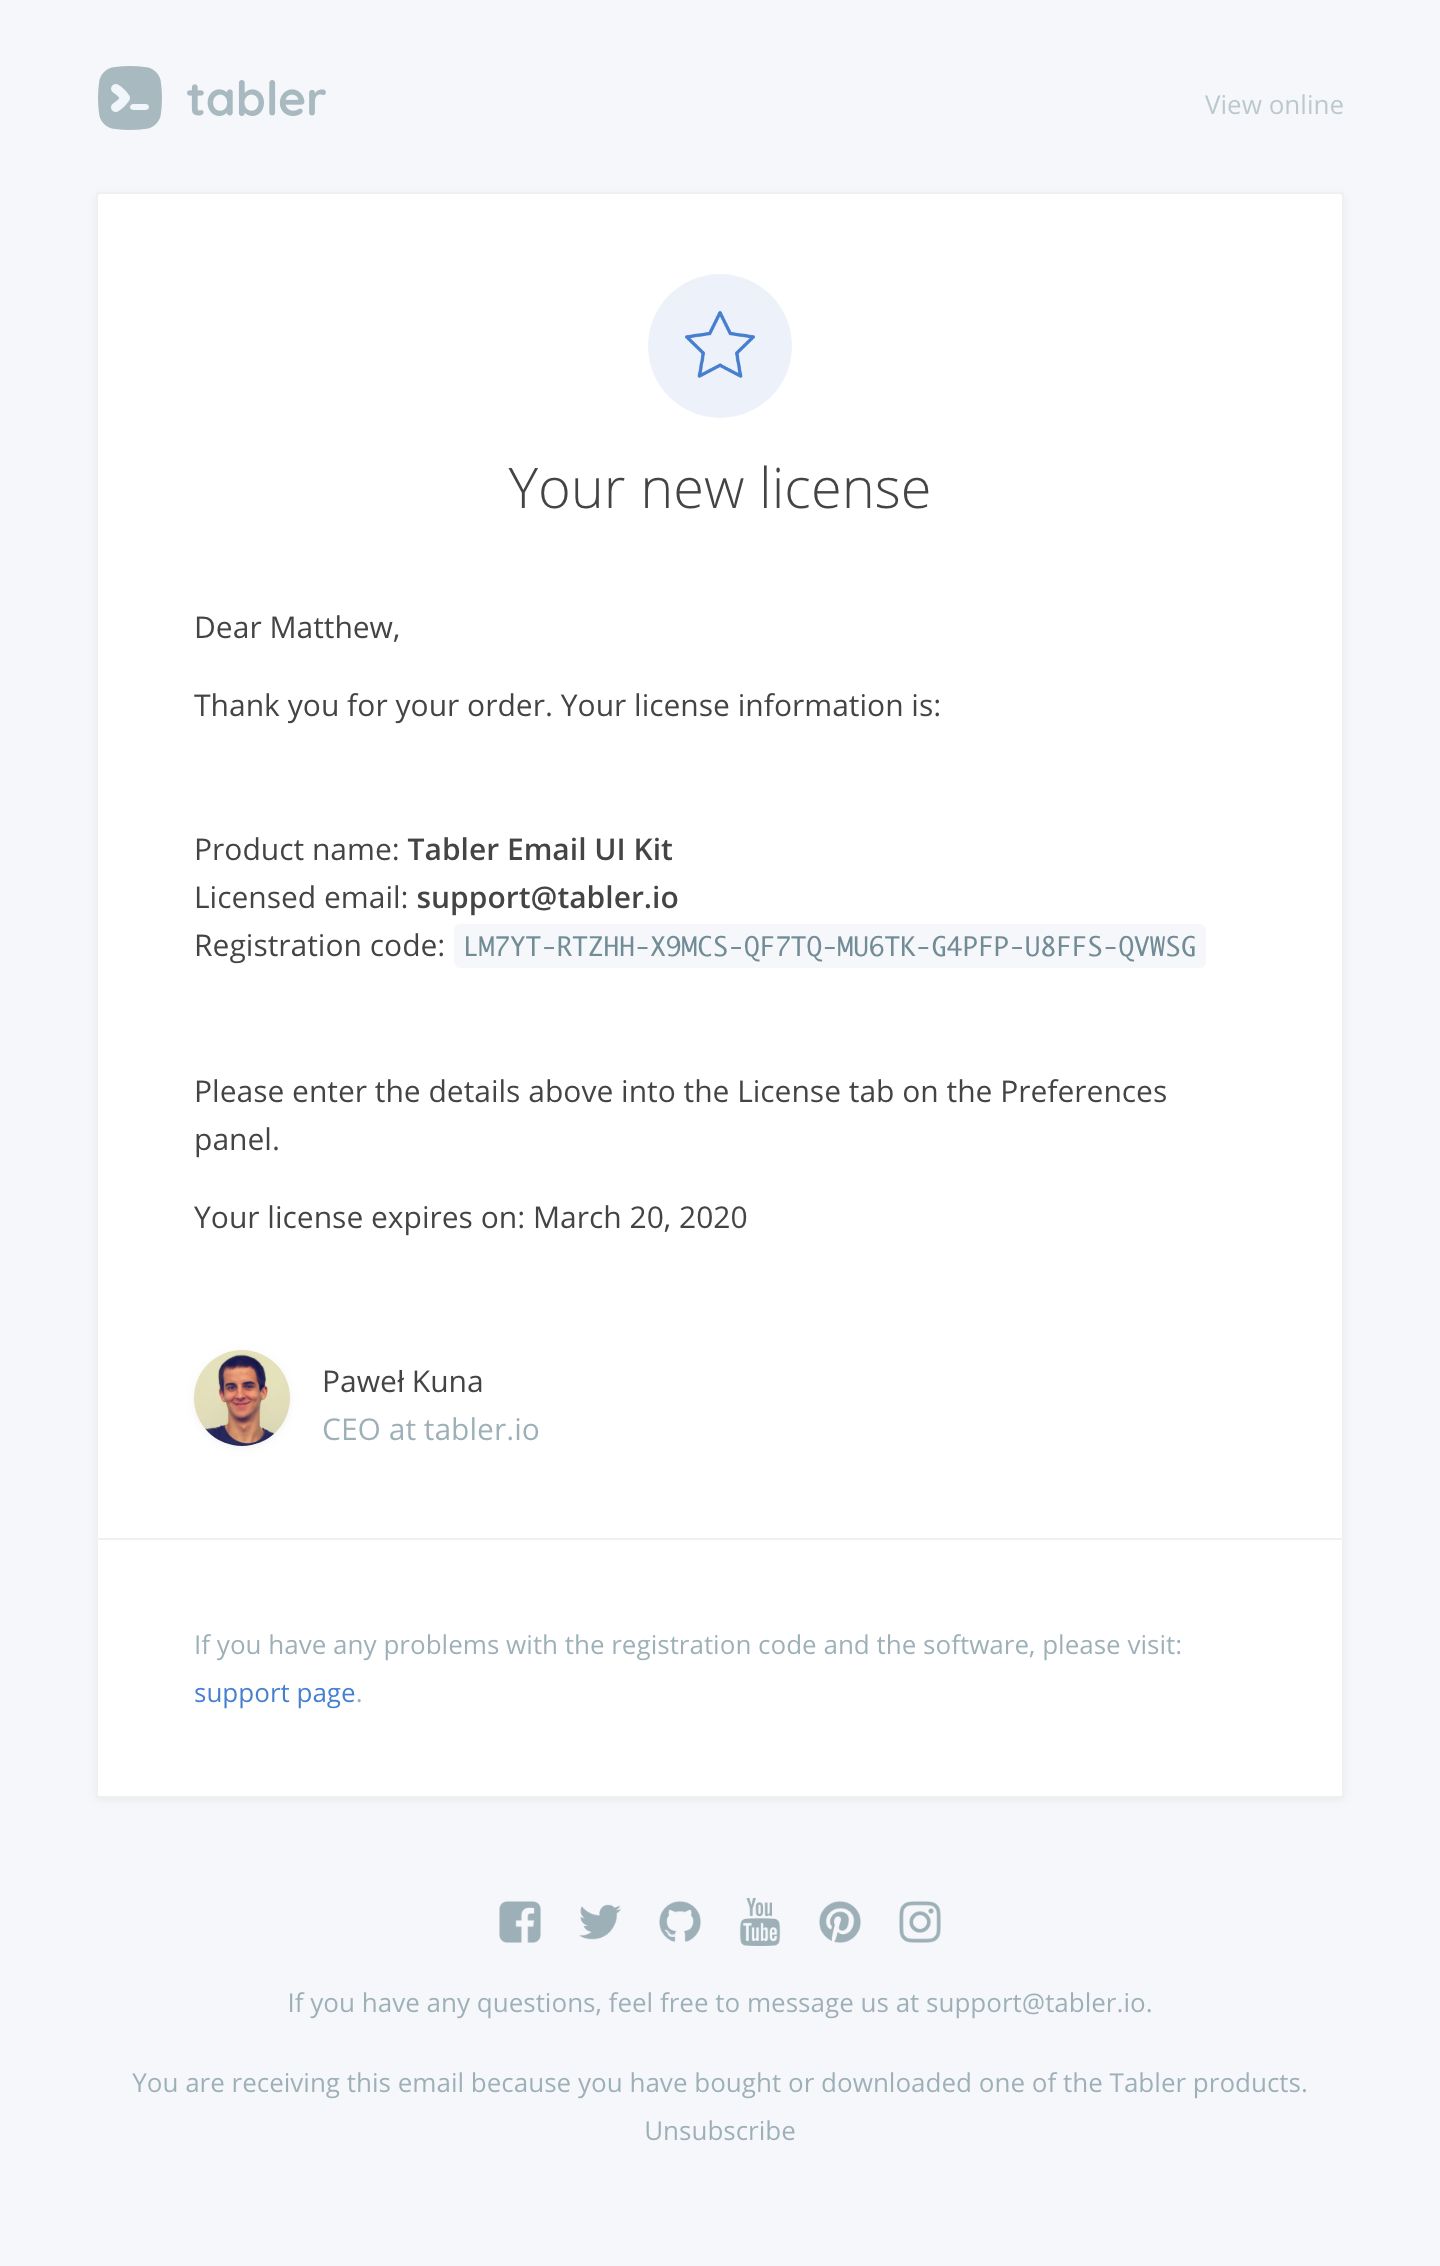 tabler
View online
Your new license
Dear Matthew,
Thank you for your order. Your license information is:
Product name: Tabler Email UI Kit
Licensed email: support@tabler.io
Registration code: LM7YT-RTZHH-X9MCS-QF7TQ-MU6TK-G4PFP-U8FFS-QVWSG
Please enter the details above into the License tab on the Preferences
panel.
Your license expires on: March 20, 2020
Paweł Kuna
CEO at tabler.io
If you have any problems with the registration code and the software, please visit:
support page.
You
Tube
If you have any questions, feel free to message us at support@tabler.io.
You are receiving this email because you have bought or downloaded one of the Tabler products.
Unsubscribe